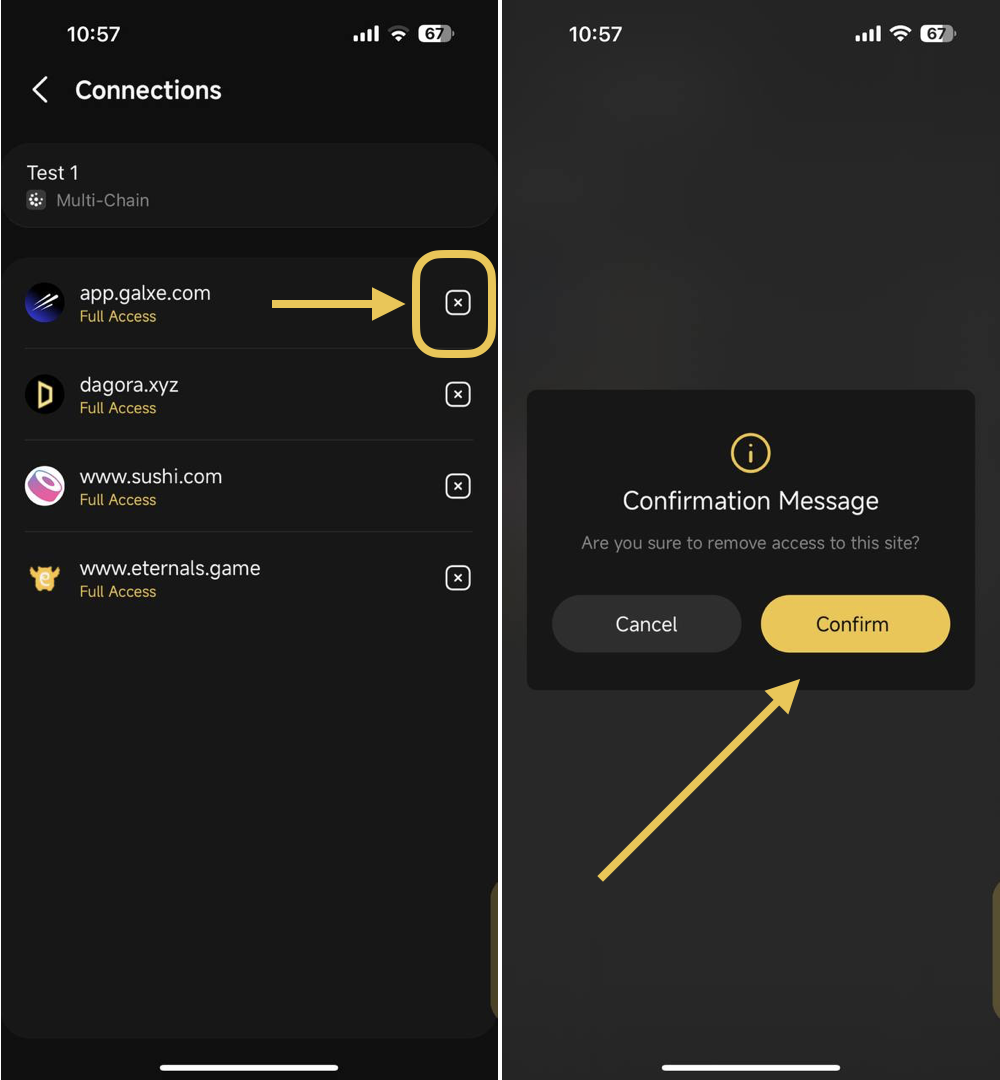 10:57
67
Connections
Test 1
Multi-Chain
app.galxe.com
Full Access
dagora.xyz
Full Access
www.sushi.com
Full Access
www.eternals.game
Full Access
10:57
67
Confirmation Message
Are you sure to remove access to this site?
Cancel
Confirm